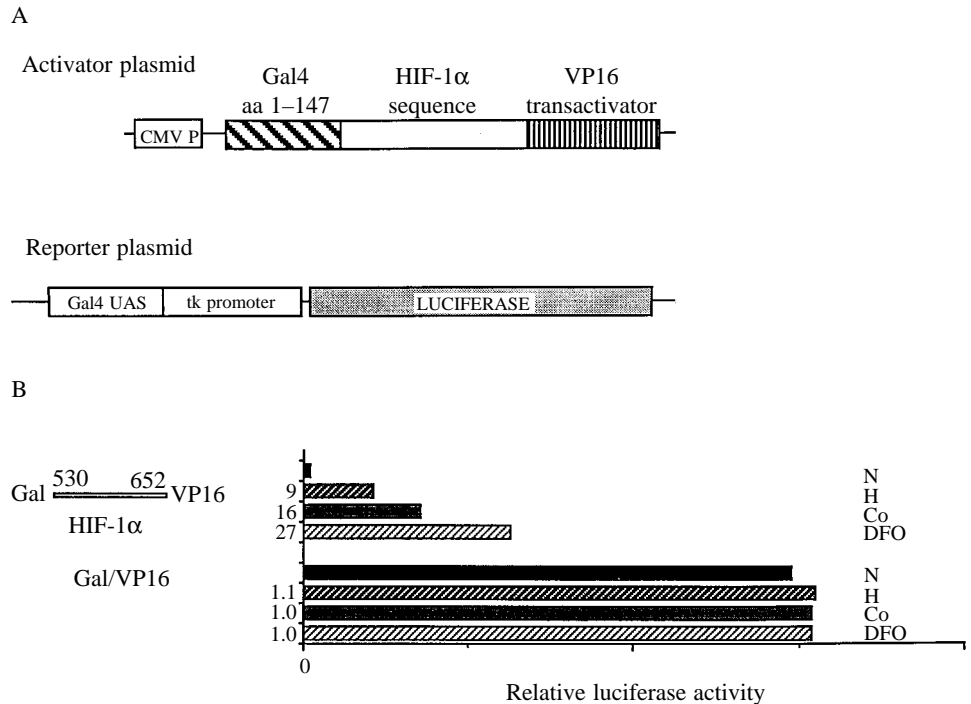 A
Activator plasmid
Gal4
aa 1–147
HIF-1α
sequence
VP16
transactivator
CMV P
Reporter plasmid
Gal4 UAS
tk promoter
LUCIFERASE
B
530 652
Gal VP16
HIF-1α
N
9 H
16 Co
27 DFO
Gal/VP16
N
1.1 H
1.0 Co
1.0 DFO
0
Relative luciferase activity